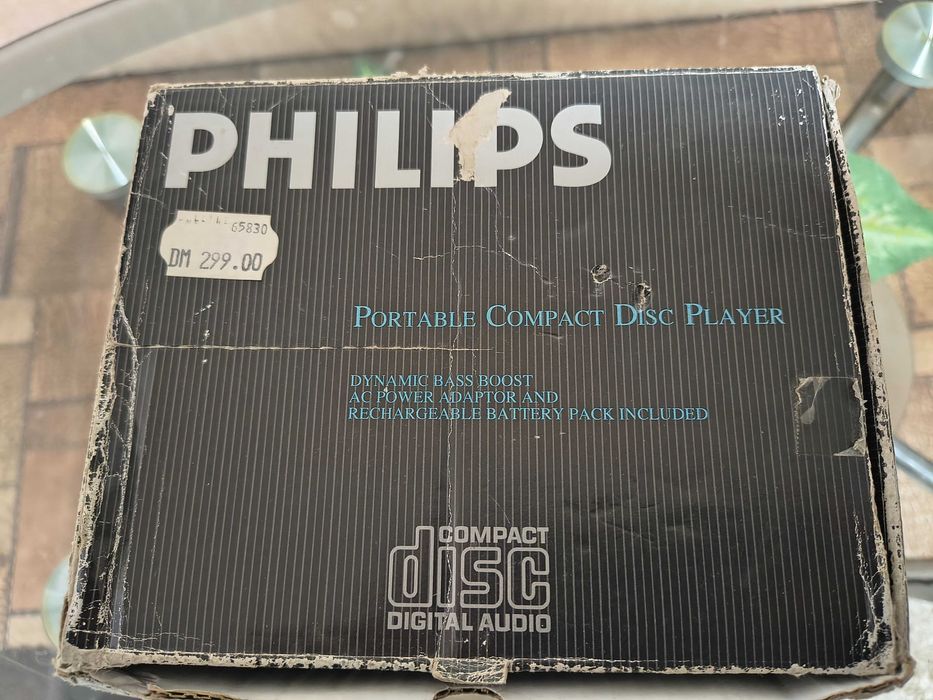 PHILIPS
65830
DM 299.00
PORTABLE COMPACT DISC PLAYER
DYNAMIC BASS BOOST
AC POWER ADAPTOR AND
RECHARGEABLE BATTERY PACK INCLUDED
COMPACT
disc
DIGITAL AUDIO